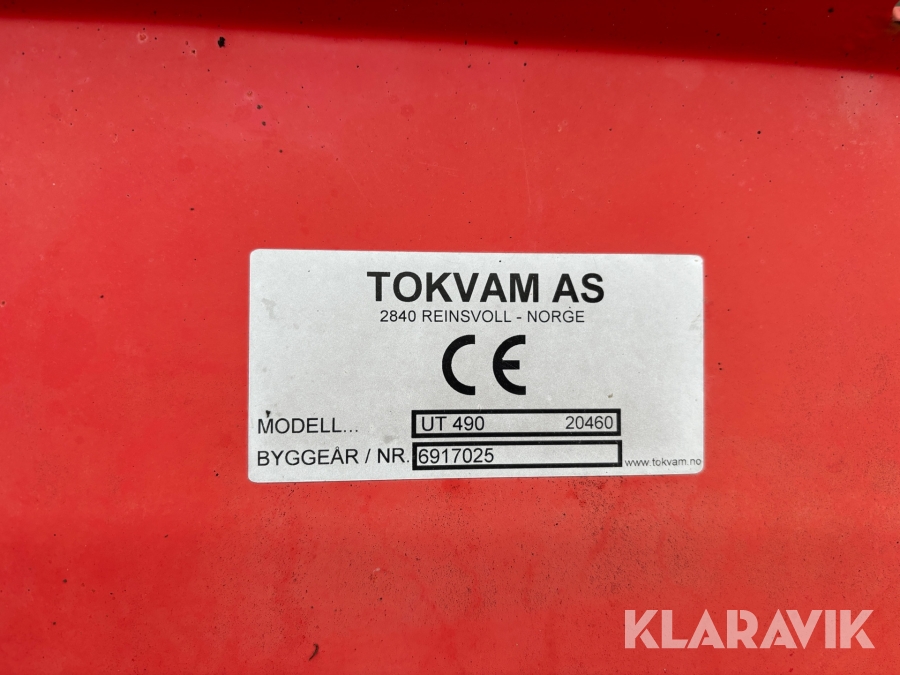 TOKVAM AS
2840 REINSVOLL - NORGE
CE
MODELL... UT 490 20460
BYGGEÅR / NR. 6917025 www.tokvam.no
KLARAVIK